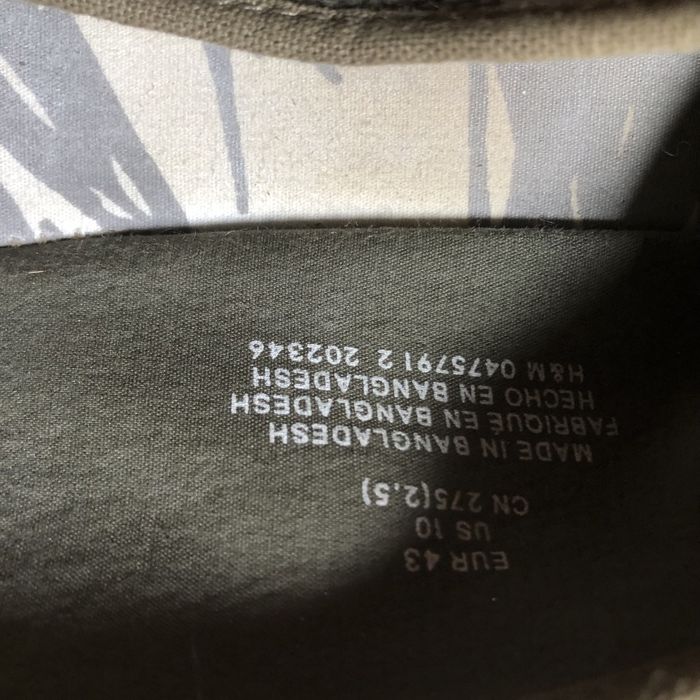 EUR 43
US 10
CN 275(2.5)
MADE IN BANGLADESH
FABRIQUÉ EN BANGLADESH
HECHO EN BANGLADESH
H&M 0475791 2 202346